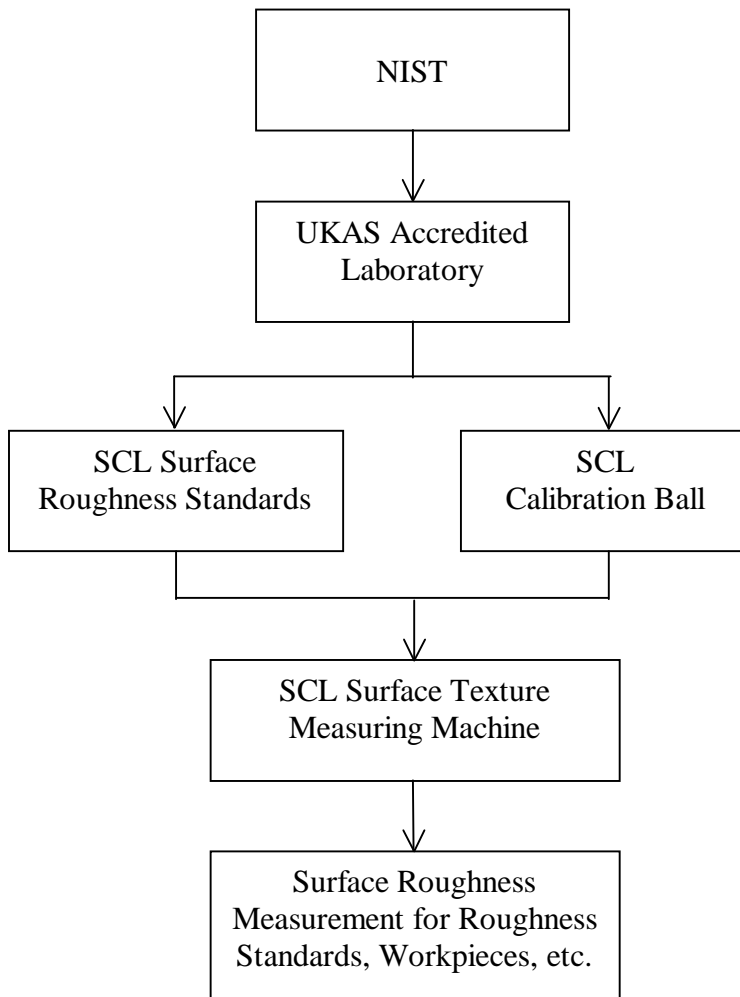 NIST
UKAS Accredited
Laboratory
SCL Surface
Roughness Standards
SCL
Calibration Ball
SCL Surface Texture
Measuring Machine
Surface Roughness
Measurement for Roughness
Standards, Workpieces, etc.